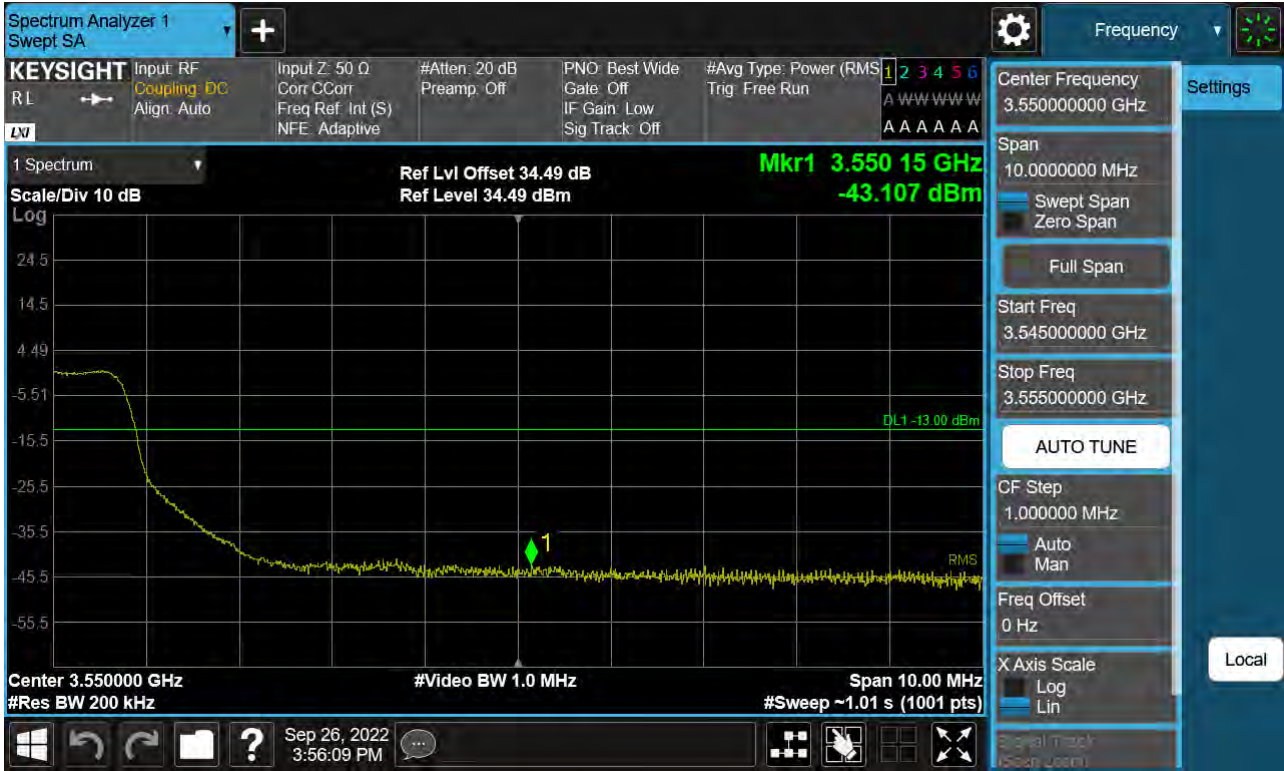 Spectrum Analyzer 1
Swept SA
+
Frequency
KEYSIGHT
RL
LXI
Input: RF
Coupling: DC
Align: Auto
Input Z: 50 Ω
Corr CCorr
Freq Ref: Int (S)
NFE: Adaptive
#Atten: 20 dB
Preamp: Off
PNO: Best Wide
Gate: Off
IF Gain: Low
Sig Track: Off
#Avg Type: Power (RMS
Trig: Free Run
1 2 3 4 5 6
A W W W W W
A A A A A A
1 Spectrum
Scale/Div 10 dB
Log
Ref Lvl Offset 34.49 dB
Ref Level 34.49 dBm
Mkr1 3.550 15 GHz
-43.107 dBm
24.5
14.5
4.49
-5.51
-15.5
-25.5
-35.5
-45.5
-55.5
DL1 -13.00 dBm
1
RMS
Center 3.550000 GHz
#Res BW 200 kHz
#Video BW 1.0 MHz
Span 10.00 MHz
#Sweep ~1.01 s (1001 pts)
Center Frequency
3.550000000 GHz
Settings
Span
10.0000000 MHz
Swept Span
Zero Span
Full Span
Start Freq
3.545000000 GHz
Stop Freq
3.555000000 GHz
AUTO TUNE
CF Step
1.000000 MHz
Auto
Man
Freq Offset
0 Hz
X Axis Scale
Log
Lin
Local
Signal Track
(Span Zoom)
?
Sep 26, 2022
3:56:09 PM